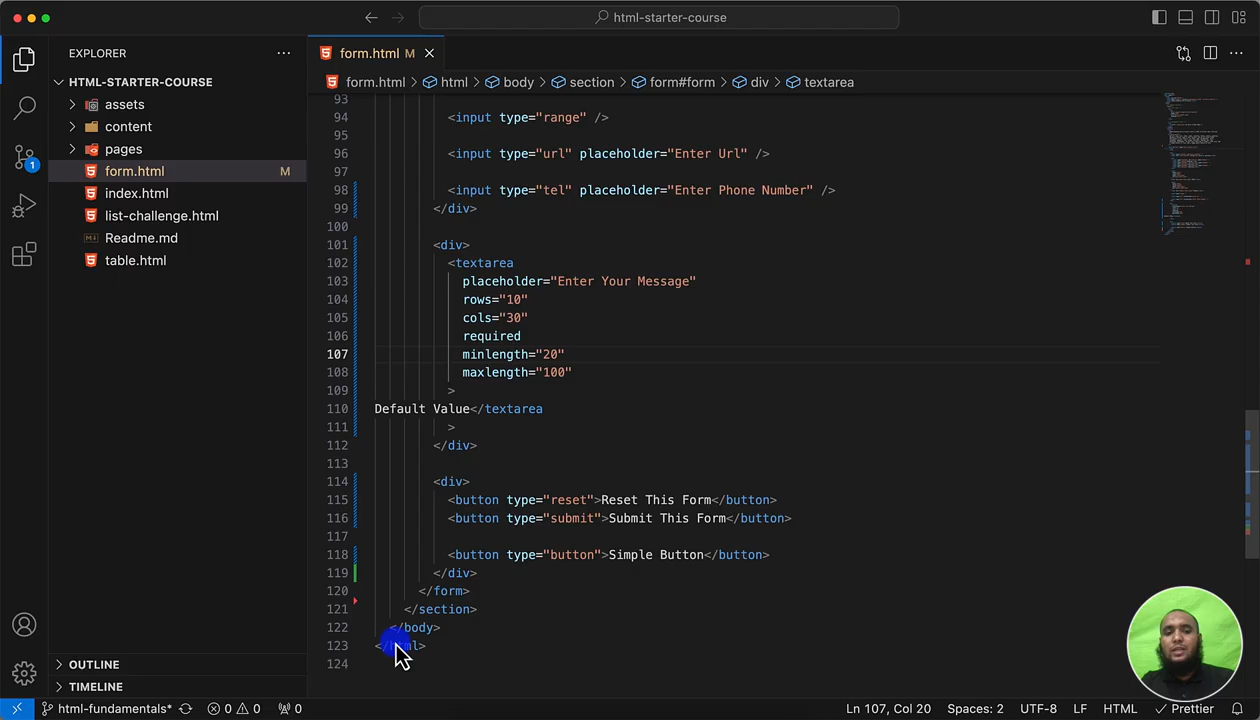 html-starter-course
EXPLORER
HTML-STARTER-COURSE
assets
content
pages
form.html M
index.html
list-challenge.html
Readme.md
table.html
OUTLINE
TIMELINE
1
form.html M
form.html > html > body > section > form#form > div > textarea
93
94 <input type="range" />
95
96 <input type="url" placeholder="Enter Url" />
97
98 <input type="tel" placeholder="Enter Phone Number" />
99 </div>
100
101 <div>
102 <textarea
103 placeholder="Enter Your Message"
104 rows="10"
105 cols="30"
106 required
107 minlength="20"
108 maxlength="100"
109 >
110 Default Value</textarea
111 >
112 </div>
113
114 <div>
115 <button type="reset">Reset This Form</button>
116 <button type="submit">Submit This Form</button>
117
118 <button type="button">Simple Button</button>
119 </div>
120 </form>
121 </section>
122 </body>
123 </html>
124
html-fundamentals* 0 0 0 Ln 107, Col 20 Spaces: 2 UTF-8 LF HTML Prettier